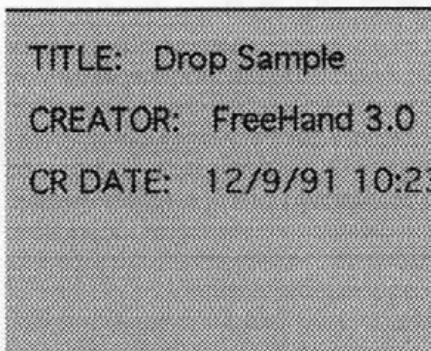 TITLE: Drop Sample
CREATOR: FreeHand 3.0
CR DATE: 12/9/91 10:23